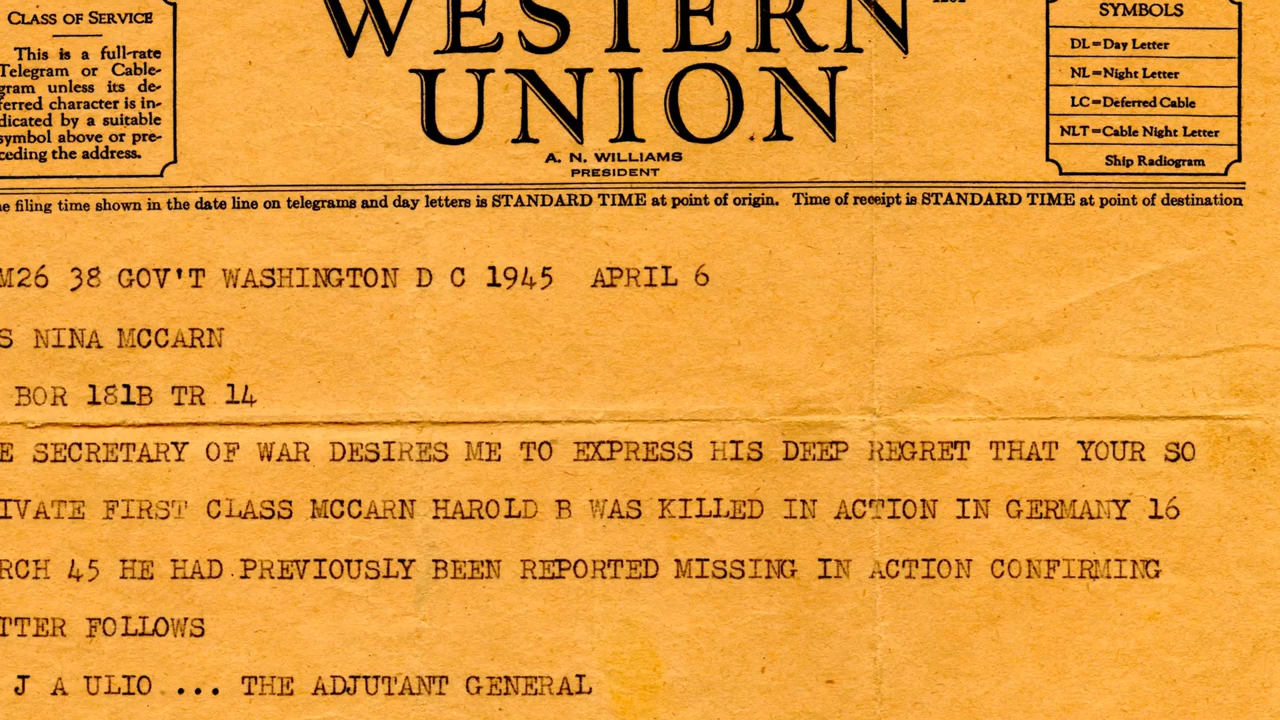 CLASS OF SERVICE
This is a full-rate
Telegram or Cable-
gram unless its de-
ferred character is in-
dicated by a suitable
symbol above or pre-
ceding the address.
WESTERN
UNION
A. N. WILLIAMS
PRESIDENT
SYMBOLS
DL=Day Letter
NL=Night Letter
LC=Deferred Cable
NLT=Cable Night Letter
Ship Radiogram
e filing time shown in the date line on telegrams and day letters is STANDARD TIME at point of origin. Time of receipt is STANDARD TIME at point of destination
M26 38 GOV'T WASHINGTON D C 1945 APRIL 6
S NINA MCCARN
BOR 181B TR 14
E SECRETARY OF WAR DESIRES ME TO EXPRESS HIS DEEP REGRET THAT YOUR SO
IVATE FIRST CLASS MCCARN HAROLD B WAS KILLED IN ACTION IN GERMANY 16
RCH 45 HE HAD PREVIOUSLY BEEN REPORTED MISSING IN ACTION CONFIRMING
TTER FOLLOWS
J A ULIO ... THE ADJUTANT GENERAL